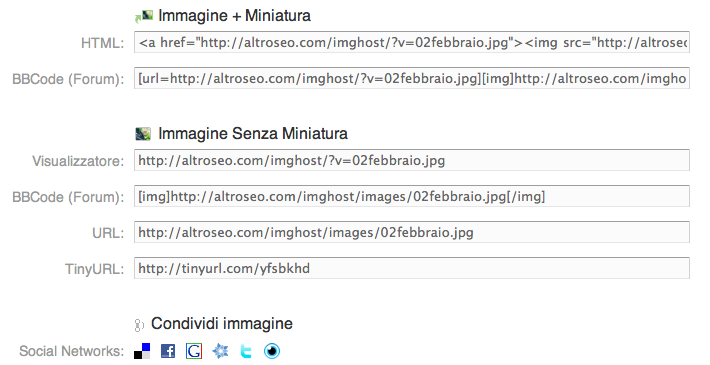 Immagine + Miniatura
HTML: <a href="http://altroseo.com/imghost/?v=02febbraio.jpg"><img src="http://altroseo
BBCode (Forum): [url=http://altroseo.com/imghost/?v=02febbraio.jpg][img]http://altroseo.com/imgho
Immagine Senza Miniatura
Visualizzatore: http://altroseo.com/imghost/?v=02febbraio.jpg
BBCode (Forum): [img]http://altroseo.com/imghost/images/02febbraio.jpg[/img]
URL: http://altroseo.com/imghost/images/02febbraio.jpg
TinyURL: http://tinyurl.com/yfsbkhd
Condividi immagine
Social Networks: